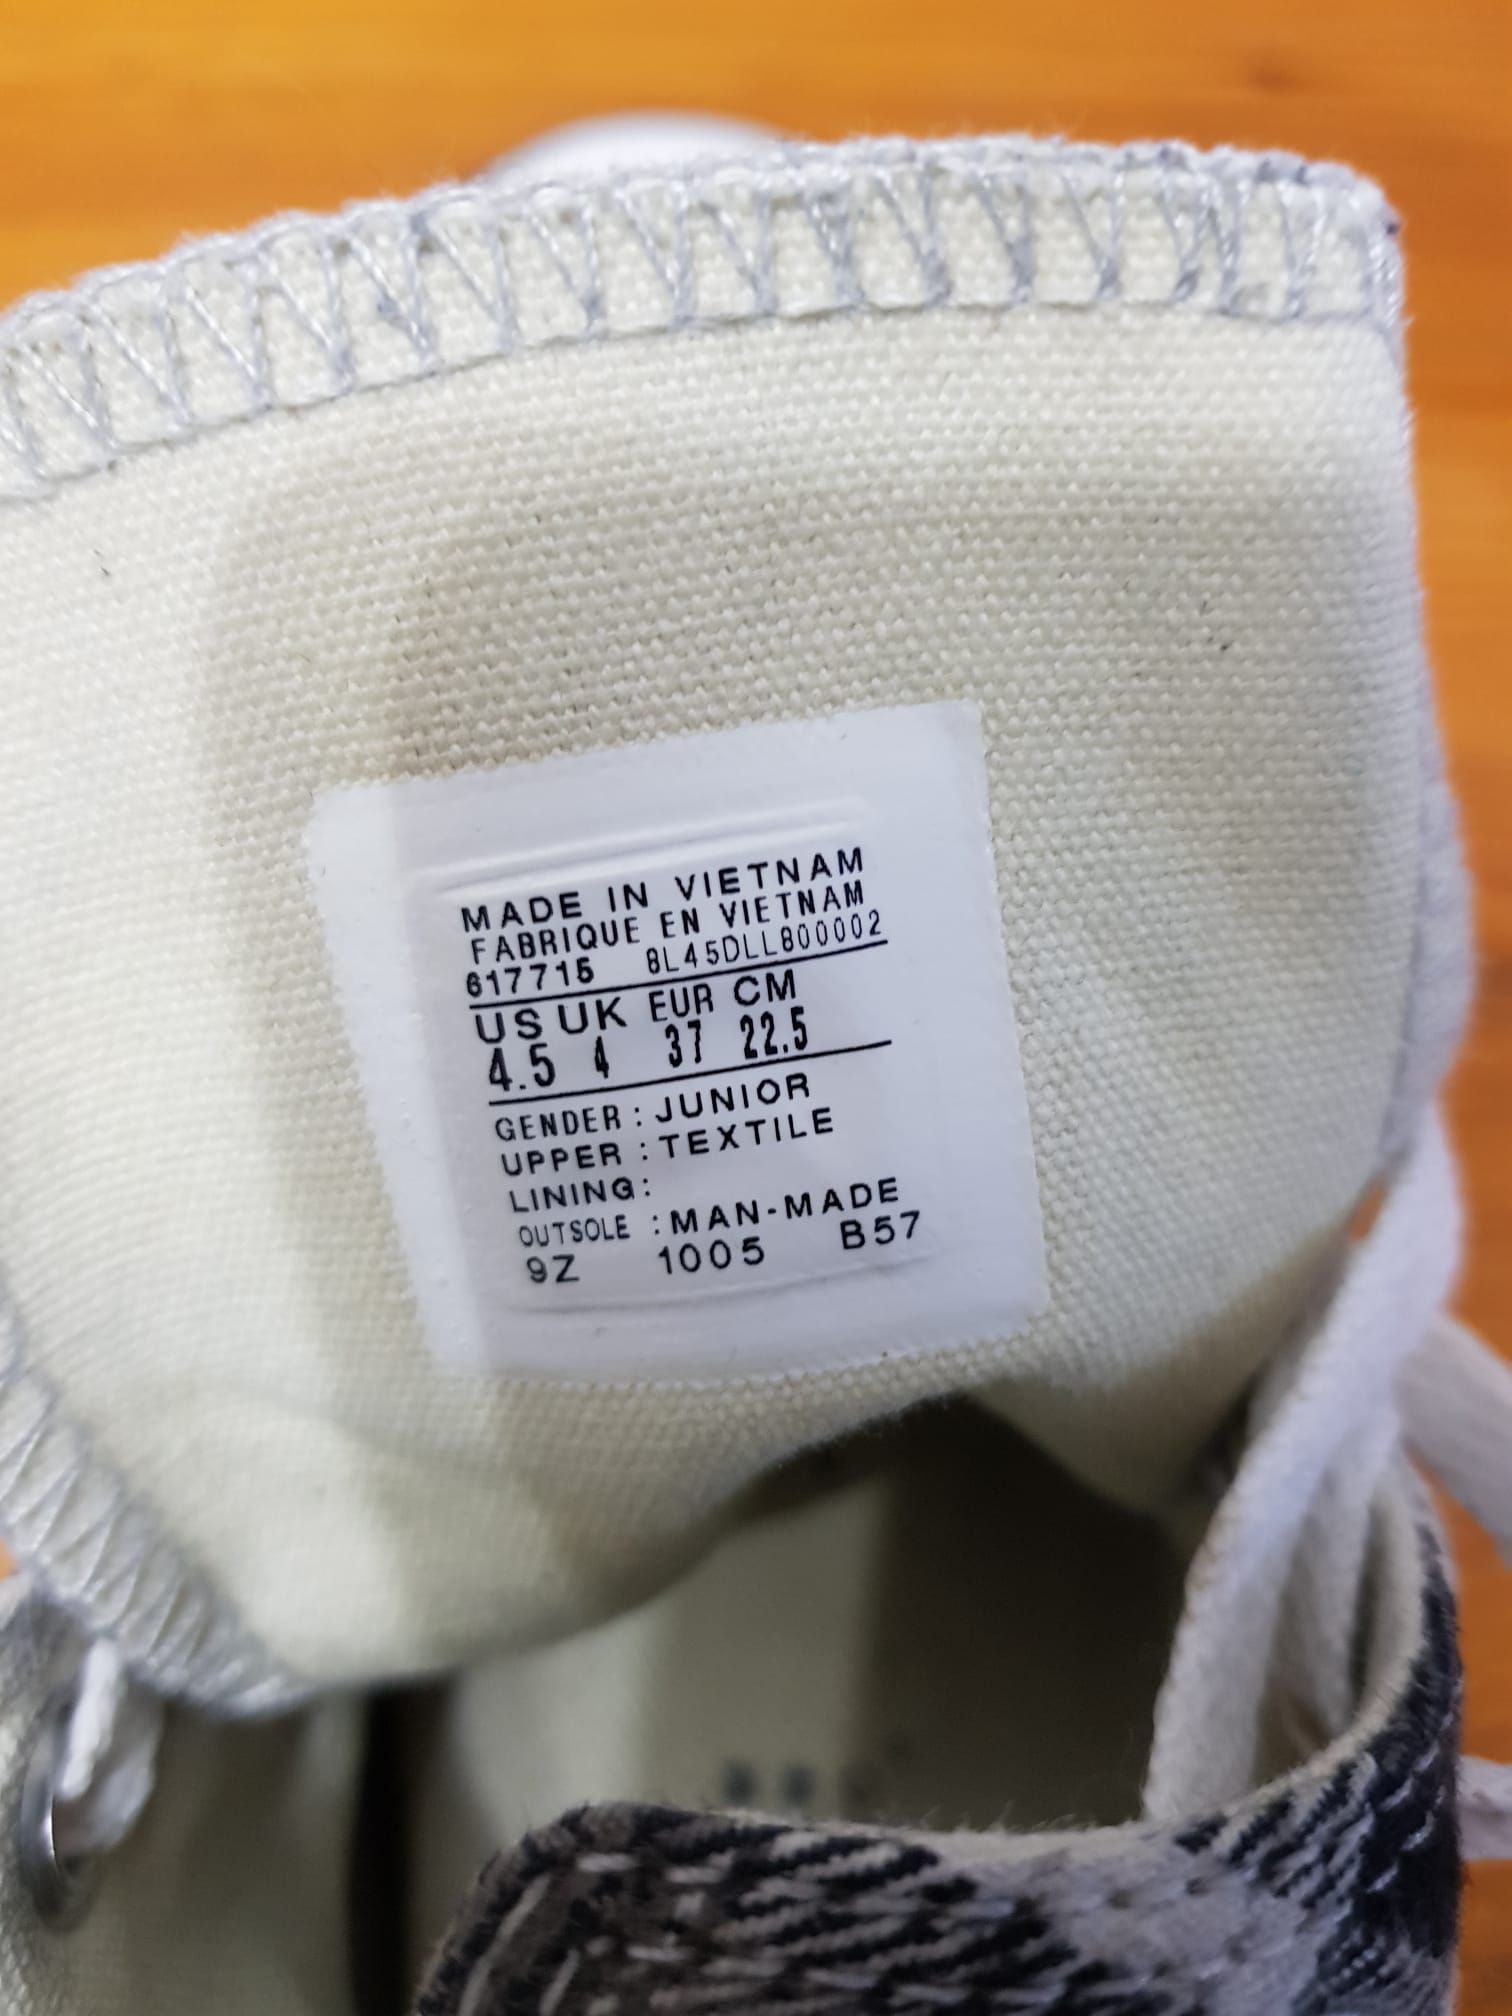 MADE IN VIETNAM
FABRIQUE EN VIETNAM
617715 8L45DLL800002
US UK EUR CM
4.5 4 37 22.5
GENDER : JUNIOR
UPPER : TEXTILE
LINING:
OUTSOLE : MAN-MADE
9Z 1005 B57